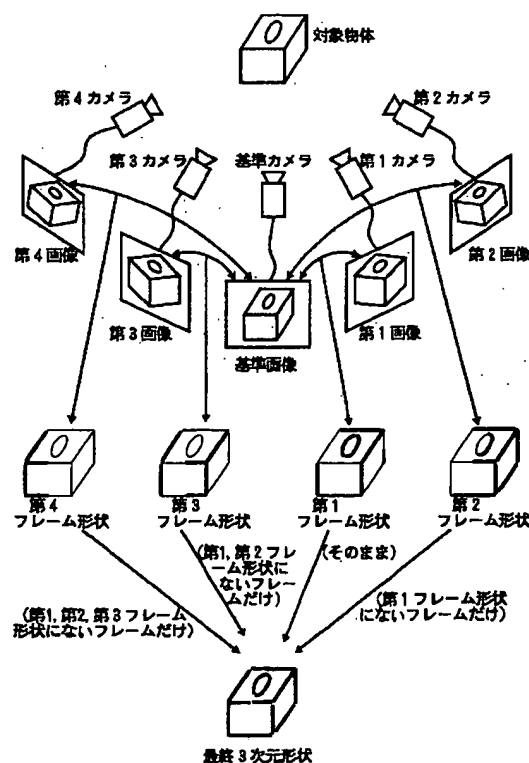 対象物体
第4カメラ
第2カメラ
第3カメラ
基準カメラ
第1カメラ
第4画像
第2画像
第3画像
第1画像
基準画像
第4
フレーム形状
第3
フレーム形状
第1
フレーム形状
第2
フレーム形状
(第1, 第2フレ
ーム形状に
ないフレー
ムだけ)
(そのまま)
(第1, 第2, 第3フレーム
形状にないフレームだけ)
(第1フレーム形状
にないフレームだけ)
最終3次元形状